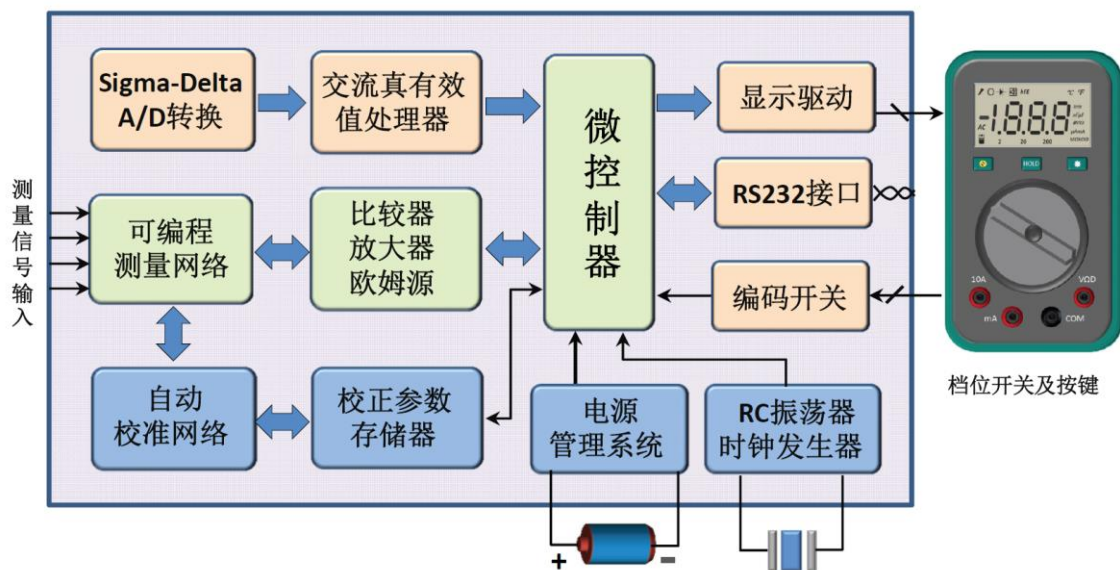 Sigma-Delta
A/D转换
交流真有效
值处理器
微控制器
显示驱动
RS232接口
测量信号输入
可编程
测量网络
比较器
放大器
欧姆源
编码开关
自动
校准网络
校正参数
存储器
电源
管理系统
RC振荡器
时钟发生器
+
-
HOLD
10A
VΩ
mA
COM
档位开关及按键
AC
-1.8.8.8
2 20 200
℃ ℉